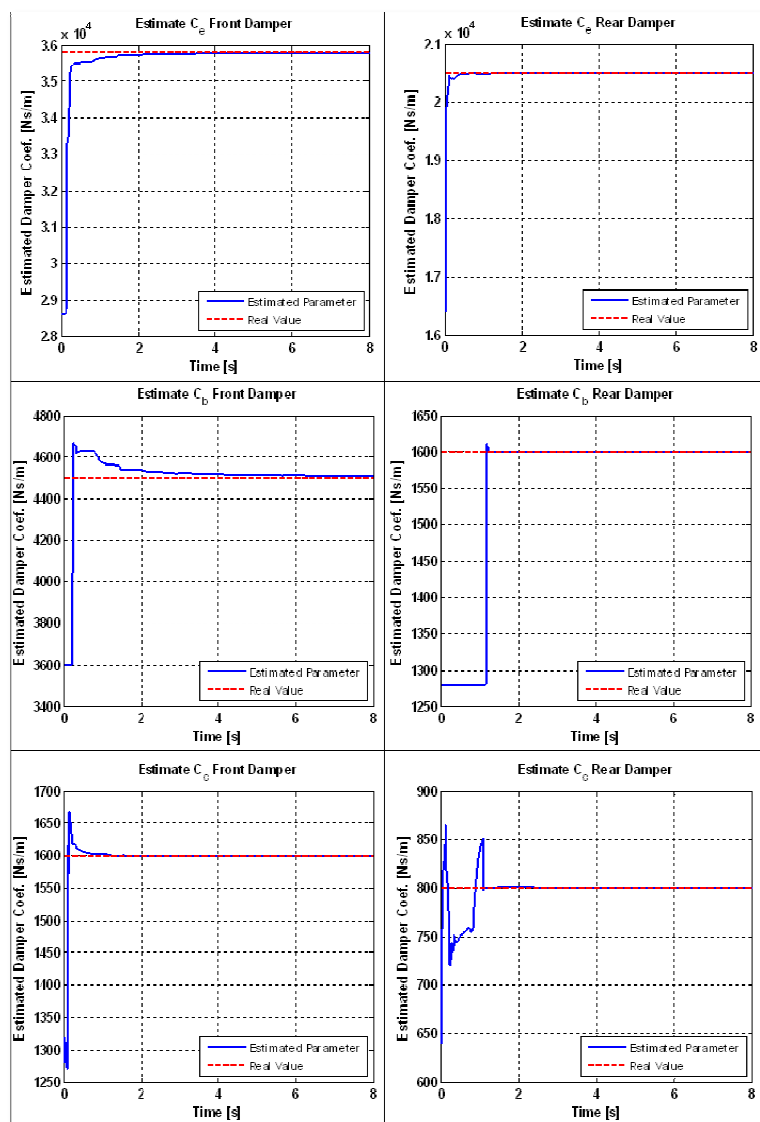 Estimate C_e Front Damper
x 10^4
3.6
3.5
3.4
3.3
3.2
3.1
3
2.9
2.8
0
2
4
6
8
Estimated Damper Coef. [Ns/m]
Time [s]
Estimated Parameter
Real Value
Estimate C_e Rear Damper
x 10^4
2.1
2
1.9
1.8
1.7
1.6
0
2
4
6
8
Estimated Damper Coef. [Ns/m]
Time [s]
Estimated Parameter
Real Value
Estimate C_b Front Damper
4800
4600
4400
4200
4000
3800
3600
3400
0
2
4
6
8
Estimated Damper Coef. [Ns/m]
Time [s]
Estimated Parameter
Real Value
Estimate C_b Rear Damper
1650
1600
1550
1500
1450
1400
1350
1300
1250
0
2
4
6
8
Estimated Damper Coef. [Ns/m]
Time [s]
Estimated Parameter
Real Value
Estimate C_c Front Damper
1700
1650
1600
1550
1500
1450
1400
1350
1300
1250
0
2
4
6
8
Estimated Damper Coef. [Ns/m]
Time [s]
Estimated Parameter
Real Value
Estimate C_c Rear Damper
900
850
800
750
700
650
600
0
2
4
6
8
Estimated Damper Coef. [Ns/m]
Time [s]
Estimated Parameter
Real Value